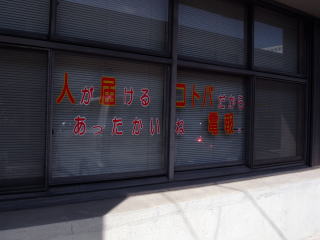 人が届ける コトバだから
あったかいね 電報。